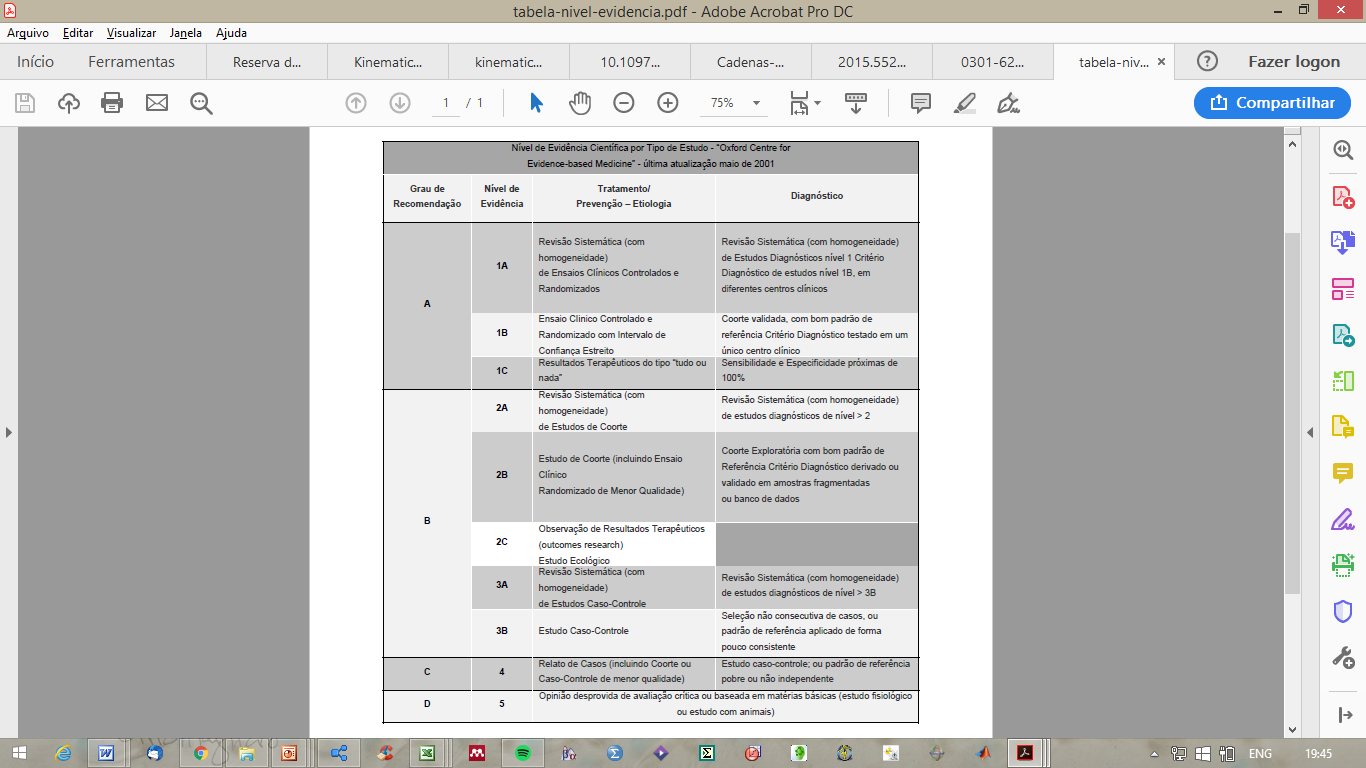 tabela-nivel-evidencia.pdf - Adobe Acrobat Pro DC
Arquivo Editar Visualizar Janela Ajuda
Início Ferramentas Reserva d... Kinematic... kinematic... 10.1097... Cadenas-... 2015.552... 0301-62... tabela-niv... × Fazer logon
1 / 1 75% Compartilhar
Nível de Evidência Científica por Tipo de Estudo - “Oxford Centre for
Evidence-based Medicine” - última atualização maio de 2001
Grau de
Recomendação
Nível de
Evidência
Tratamento/
Prevenção – Etiologia
Diagnóstico
A
1A
Revisão Sistemática (com
homogeneidade)
de Ensaios Clínicos Controlados e
Randomizados
Revisão Sistemática (com homogeneidade)
de Estudos Diagnósticos nível 1 Critério
Diagnóstico de estudos nível 1B, em
diferentes centros clínicos
1B
Ensaio Clínico Controlado e
Randomizado com Intervalo de
Confiança Estreito
Coorte validada, com bom padrão de
referência Critério Diagnóstico testado em um
único centro clínico
1C
Resultados Terapêuticos do tipo “tudo ou
nada”
Sensibilidade e Especificidade próximas de
100%
B
2A
Revisão Sistemática (com
homogeneidade)
de Estudos de Coorte
Revisão Sistemática (com homogeneidade)
de estudos diagnósticos de nível > 2
2B
Estudo de Coorte (incluindo Ensaio
Clínico
Randomizado de Menor Qualidade)
Coorte Exploratória com bom padrão de
Referência Critério Diagnóstico derivado ou
validado em amostras fragmentadas
ou banco de dados
2C
Observação de Resultados Terapêuticos
(outcomes research)
Estudo Ecológico
3A
Revisão Sistemática (com
homogeneidade)
de Estudos Caso-Controle
Revisão Sistemática (com homogeneidade)
de estudos diagnósticos de nível > 3B
3B
Estudo Caso-Controle
Seleção não consecutiva de casos, ou
padrão de referência aplicado de forma
pouco consistente
C
4
Relato de Casos (incluindo Coorte ou
Caso-Controle de menor qualidade)
Estudo caso-controle; ou padrão de referência
pobre ou não independente
D
5
Opinião desprovida de avaliação crítica ou baseada em matérias básicas (estudo fisiológico
ou estudo com animais)
ENG 19:45